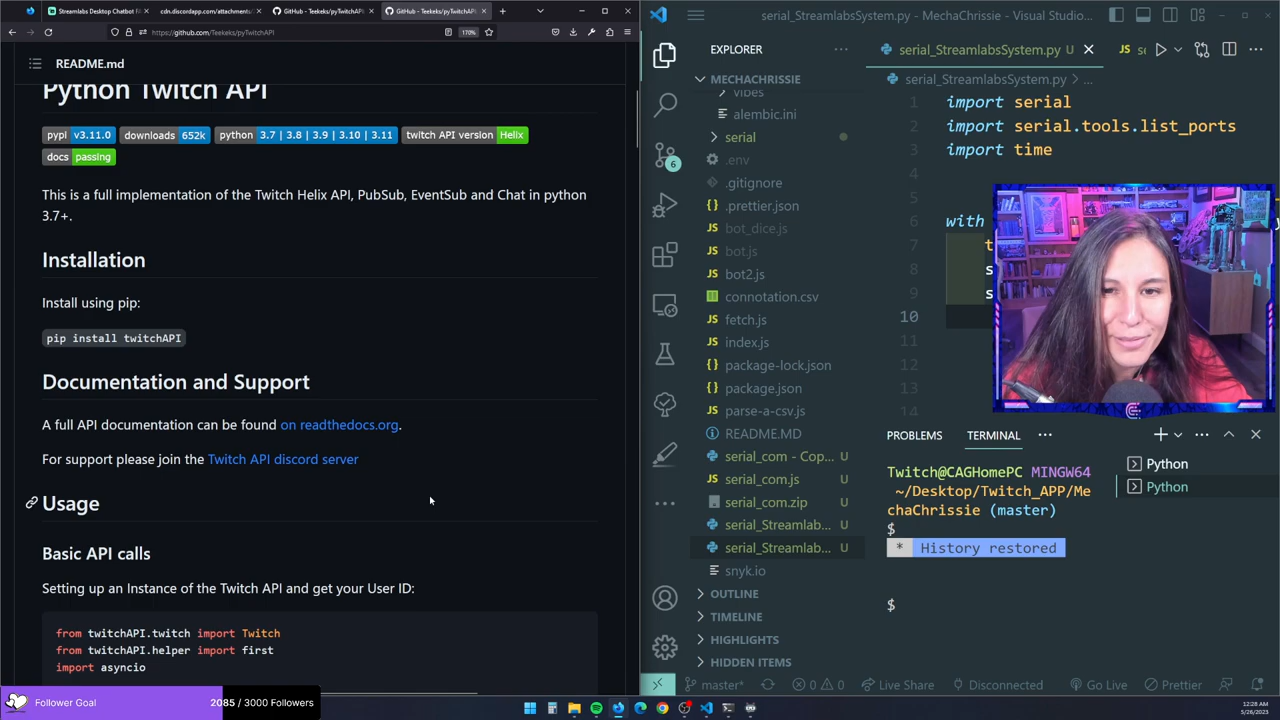 Streamlabs Desktop Chatbot F
cdn.discordapp.com/attachments/
GitHub - Teekeks/pyTwitchAPI
GitHub - Teekeks/pyTwitchAPI
https://github.com/Teekeks/pyTwitchAPI
170%
README.md
Python Twitch API
pypi v3.11.0 downloads 652k python 3.7 | 3.8 | 3.9 | 3.10 | 3.11 twitch API version Helix
docs passing
This is a full implementation of the Twitch Helix API, PubSub, EventSub and Chat in python
3.7+.
Installation
Install using pip:
pip install twitchAPI
Documentation and Support
A full API documentation can be found on readthedocs.org.
For support please join the Twitch API discord server
Usage
Basic API calls
Setting up an Instance of the Twitch API and get your User ID:
from twitchAPI.twitch import Twitch
from twitchAPI.helper import first
import asyncio
Follower Goal
2085 / 3000 Followers
serial_StreamlabsSystem.py - MechaChrissie - Visual Studio...
EXPLORER
MECHACHRISSIE
vibes
alembic.ini
serial
.env
.gitignore
.prettier.json
bot_dice.js
bot.js
bot2.js
connotation.csv
fetch.js
index.js
package-lock.json
package.json
parse-a-csv.js
README.MD
serial_com - Cop... U
serial_com.js U
serial_com.zip U
serial_Streamlab... U
serial_Streamlab... U
snyk.io
OUTLINE
TIMELINE
HIGHLIGHTS
HIDDEN ITEMS
6
serial_StreamlabsSystem.py U
serial_StreamlabsSystem.py > ...
1 import serial
2 import serial.tools.list_ports
3 import time
4
5
6 with
7
8 s
9 s
10
11
12
13
14
PROBLEMS
TERMINAL
Python
Python
Twitch@CAGHomePC MINGW64
~/Desktop/Twitch_APP/Me
chaChrissie (master)
$
* History restored
$
master*
0 0
Live Share
Disconnected
Go Live
Prettier
12:28 AM
5/26/2023